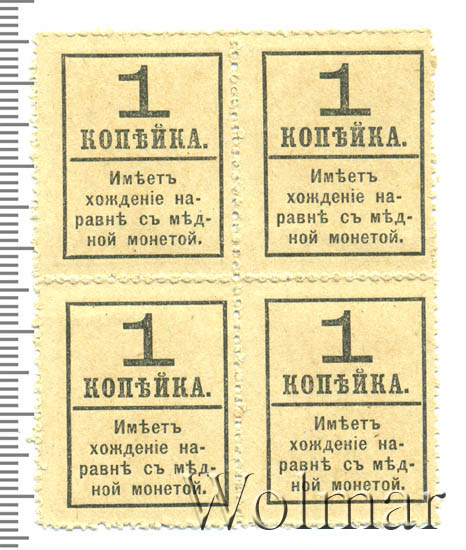 1
КОПѢЙКА.
Имѣетъ
хожденіе на-
равнѣ съ мѣд-
ной монетой.
1
КОПѢЙКА.
Имѣетъ
хожденіе на-
равнѣ съ мѣд-
ной монетой.
1
КОПѢЙКА.
Имѣетъ
хожденіе на-
равнѣ съ мѣд-
ной монетой.
1
КОПѢЙКА.
Имѣетъ
хожденіе на-
равнѣ съ мѣд-
ной монетой.
Wolmar